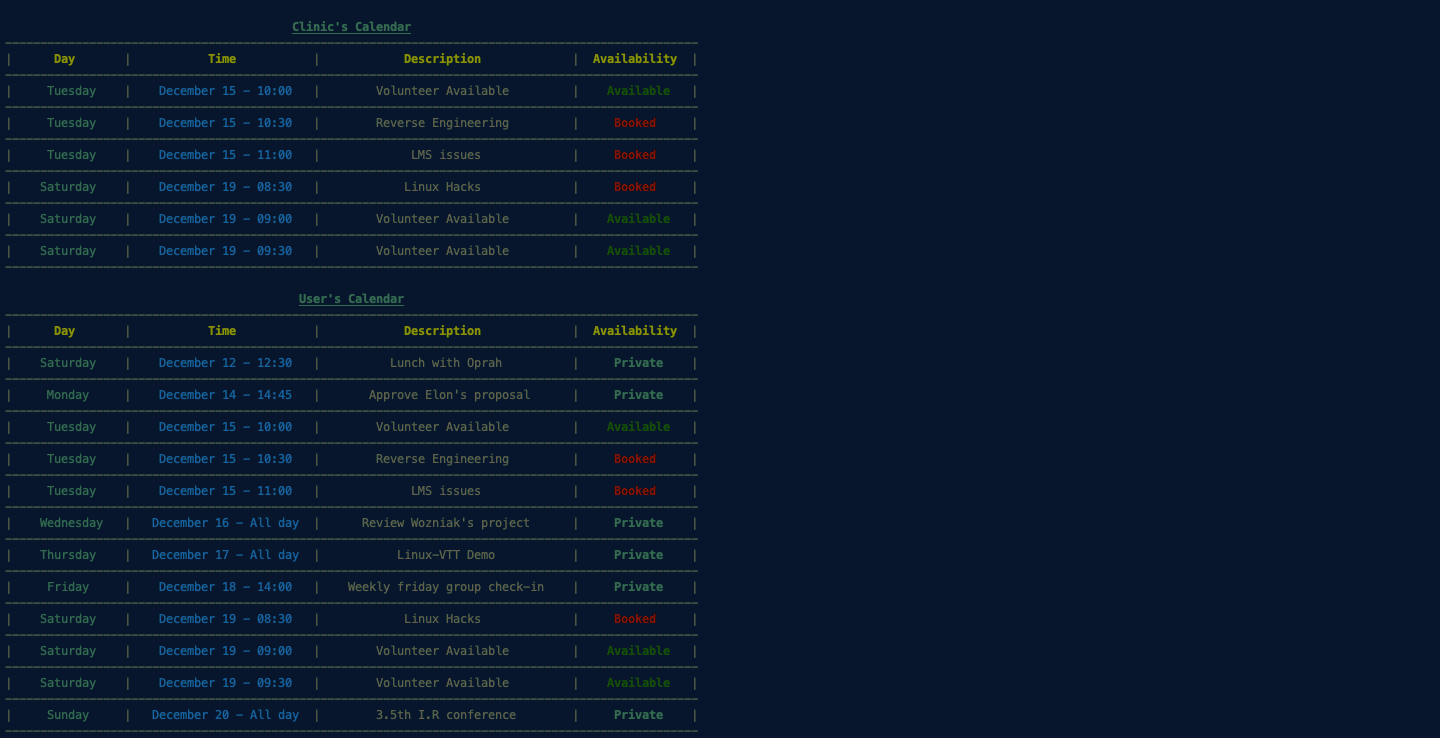 Clinic's Calendar
| Day | Time | Description | Availability |
| Tuesday | December 15 - 10:00 | Volunteer Available | Available |
| Tuesday | December 15 - 10:30 | Reverse Engineering | Booked |
| Tuesday | December 15 - 11:00 | LMS issues | Booked |
| Saturday | December 19 - 08:30 | Linux Hacks | Booked |
| Saturday | December 19 - 09:00 | Volunteer Available | Available |
| Saturday | December 19 - 09:30 | Volunteer Available | Available |
User's Calendar
| Day | Time | Description | Availability |
| Saturday | December 12 - 12:30 | Lunch with Oprah | Private |
| Monday | December 14 - 14:45 | Approve Elon's proposal | Private |
| Tuesday | December 15 - 10:00 | Volunteer Available | Available |
| Tuesday | December 15 - 10:30 | Reverse Engineering | Booked |
| Tuesday | December 15 - 11:00 | LMS issues | Booked |
| Wednesday | December 16 - All day | Review Wozniak's project | Private |
| Thursday | December 17 - All day | Linux-VTT Demo | Private |
| Friday | December 18 - 14:00 | Weekly friday group check-in | Private |
| Saturday | December 19 - 08:30 | Linux Hacks | Booked |
| Saturday | December 19 - 09:00 | Volunteer Available | Available |
| Saturday | December 19 - 09:30 | Volunteer Available | Available |
| Sunday | December 20 - All day | 3.5th I.R conference | Private |